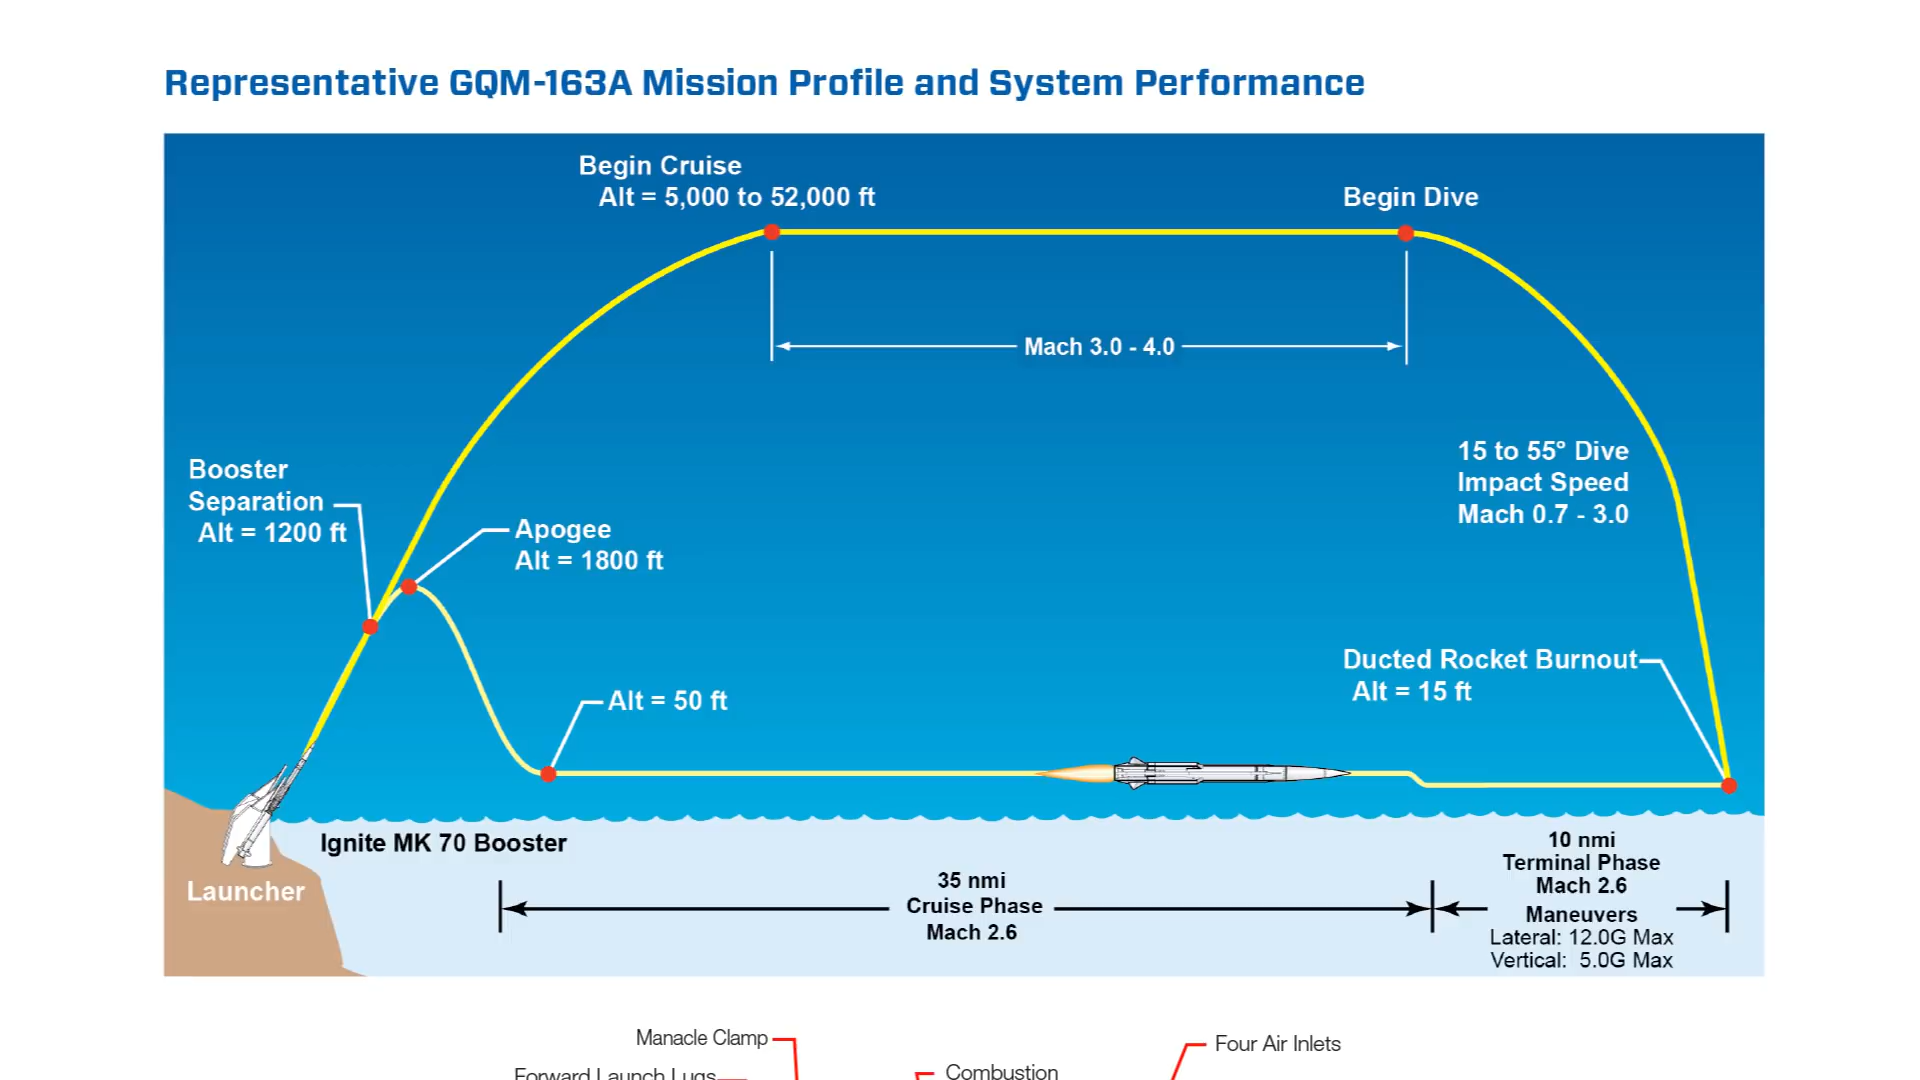 Representative GQM-163A Mission Profile and System Performance
Begin Cruise
Alt = 5,000 to 52,000 ft
Begin Dive
Mach 3.0 - 4.0
Booster
Separation
Alt = 1200 ft
Apogee
Alt = 1800 ft
15 to 55° Dive
Impact Speed
Mach 0.7 - 3.0
Alt = 50 ft
Ducted Rocket Burnout
Alt = 15 ft
Ignite MK 70 Booster
Launcher
35 nmi
Cruise Phase
Mach 2.6
10 nmi
Terminal Phase
Mach 2.6
Maneuvers
Lateral: 12.0G Max
Vertical: 5.0G Max
Manacle Clamp
Four Air Inlets
Forward Launch Lugs
Combustion